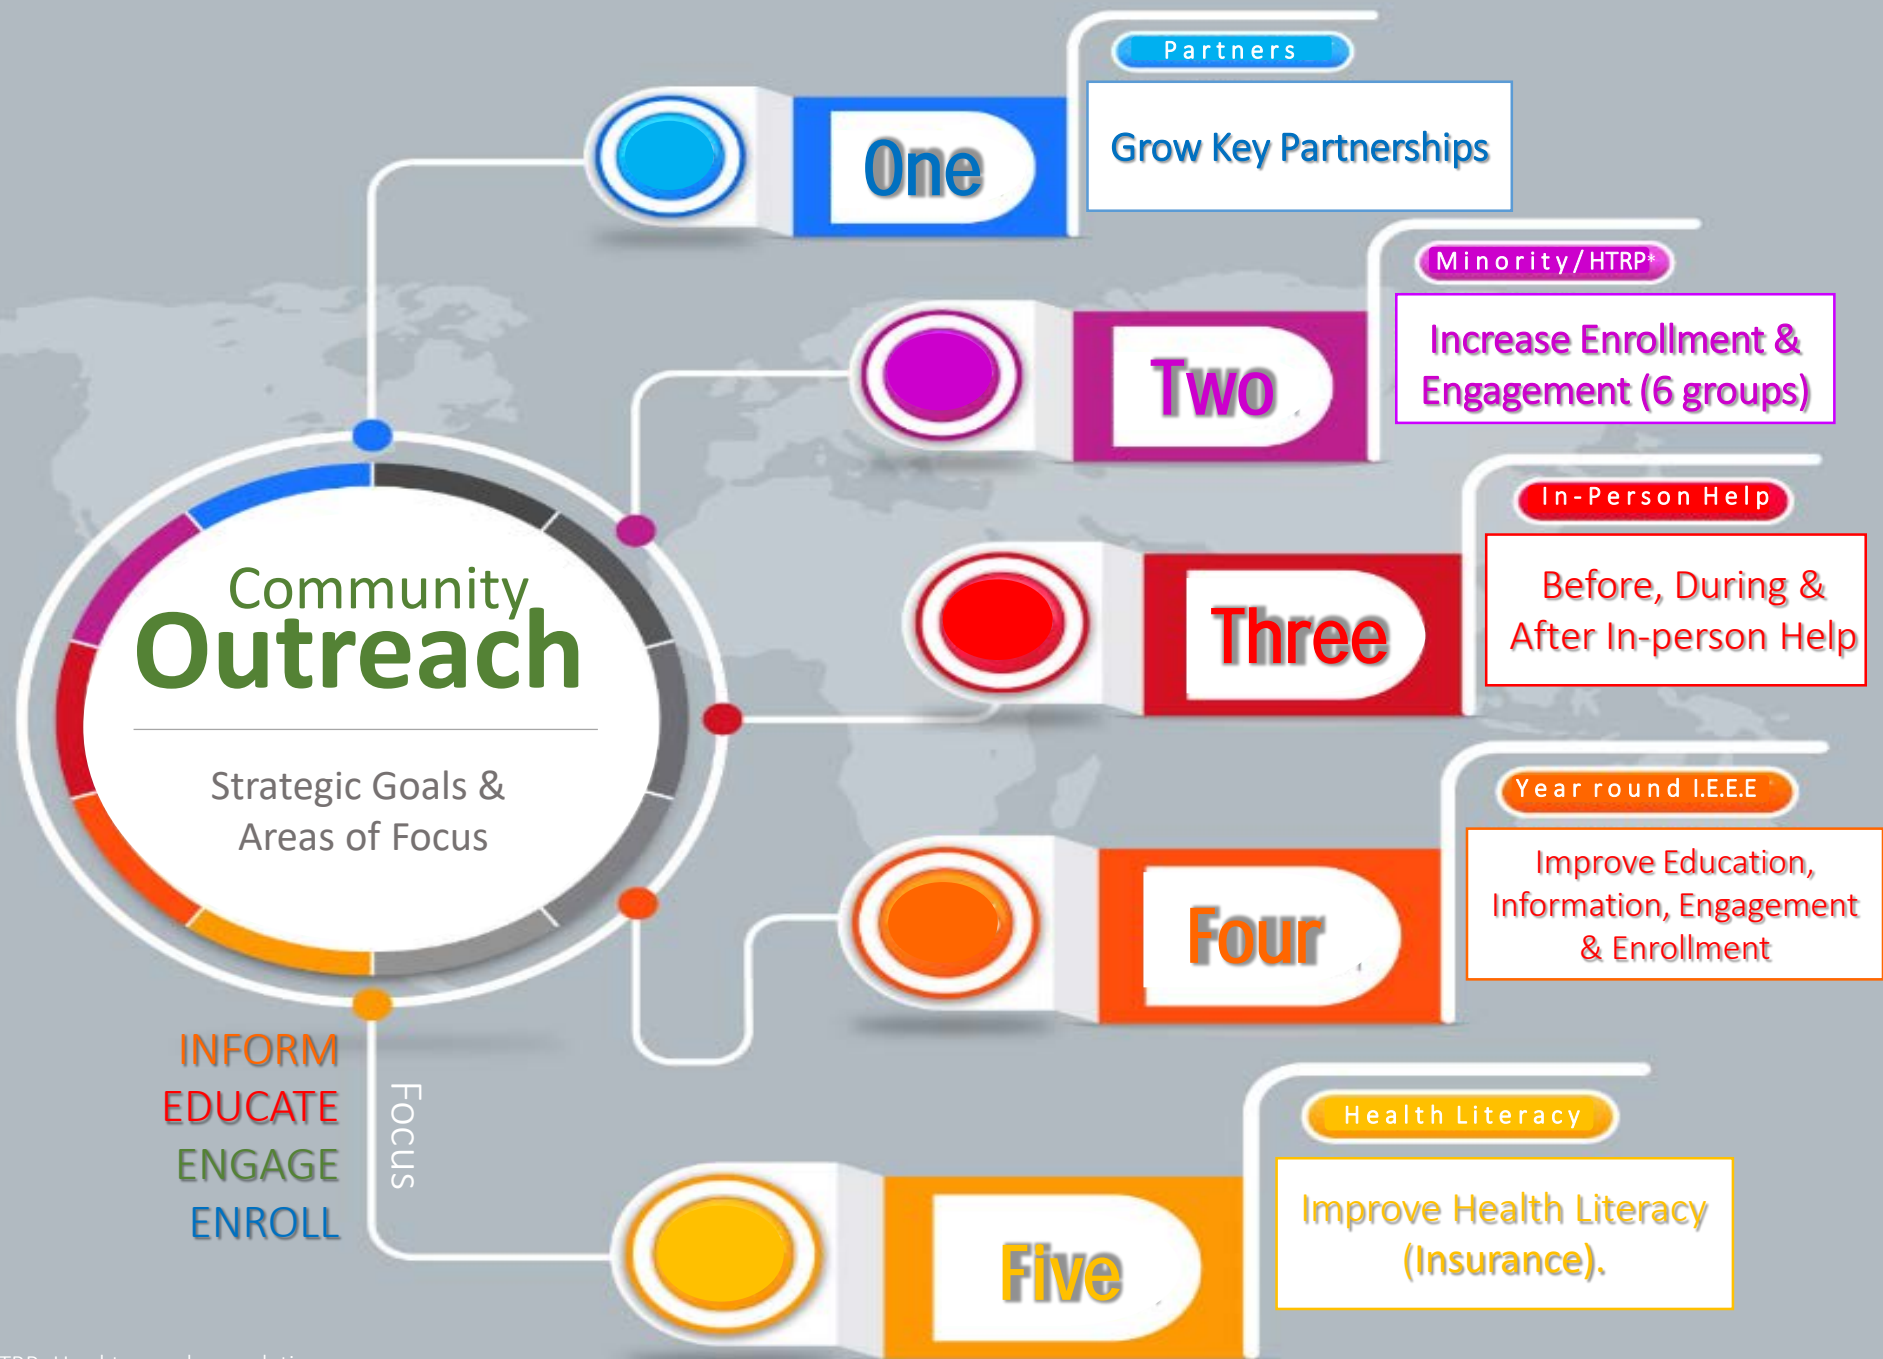 Partners
One
Grow Key Partnerships
Minority/HTRP*
Two
Increase Enrollment &
Engagement (6 groups)
In-Person Help
Three
Before, During &
After In-person Help
Community
Outreach
Strategic Goals &
Areas of Focus
Year round I.E.E.E
Four
Improve Education,
Information, Engagement
& Enrollment
INFORM
EDUCATE
ENGAGE
ENROLL
Focus
Health Literacy
Five
Improve Health Literacy
(Insurance).